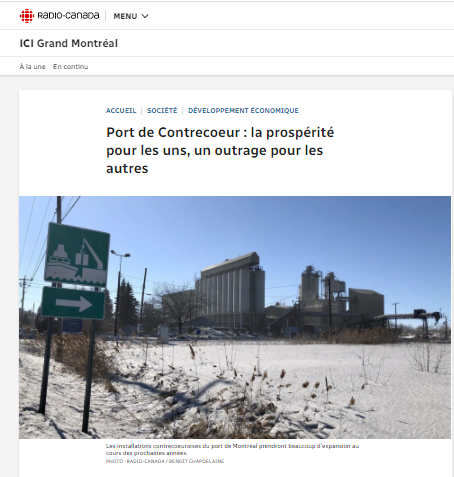 RADIO-CANADA MENU
ICI Grand Montréal
À la une En continu
ACCUEIL SOCIÉTÉ DÉVELOPPEMENT ÉCONOMIQUE
Port de Contrecoeur : la prospérité
pour les uns, un outrage pour les
autres
Les installations contrecoeuroises du port de Montréal prendront beaucoup d'expansion au
cours des prochaines années.
PHOTO : RADIO-CANADA / BENOÎT CHAPDELAINE